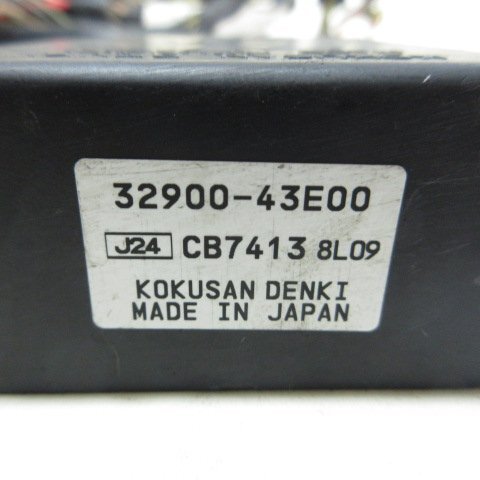 32900-43E00
J24 CB7413 8L09
KOKUSAN DENKI
MADE IN JAPAN